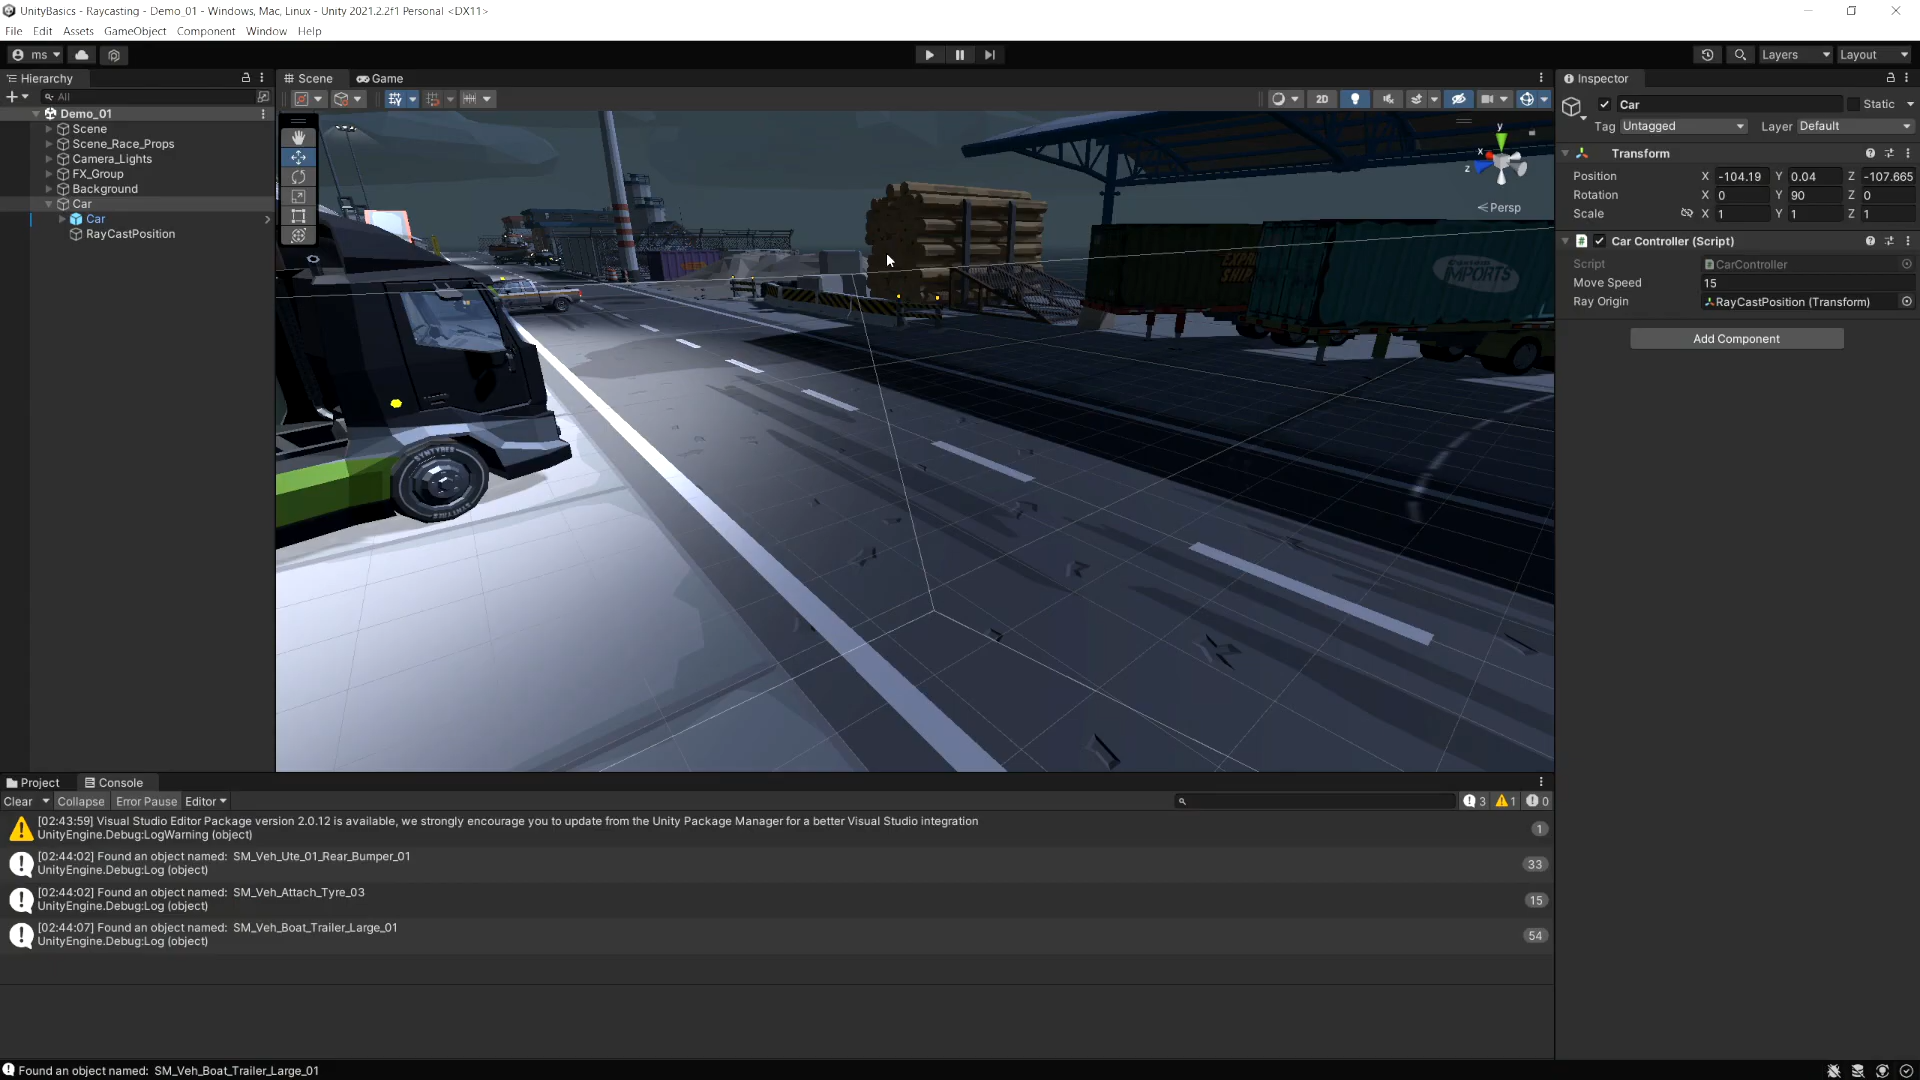 UnityBasics - Raycasting - Demo_01 - Windows, Mac, Linux - Unity 2021.2.2f1 Personal <DX11>
File Edit Assets GameObject Component Window Help
ms Layers Layout
Hierarchy Scene Game Inspector
All 2D Car Static
Tag Untagged Layer Default
Demo_01
Scene
Scene_Race_Props
Camera_Lights
FX_Group
Background
Car
Car
RayCastPosition
y
x
z
Persp
Transform
Position X -104.19 Y 0.04 Z -107.665
Rotation X 0 Y 90 Z 0
Scale X 1 Y 1 Z 1
Car Controller (Script)
Script CarController
Move Speed 15
Ray Origin RayCastPosition (Transform)
Add Component
IMPORTS
Project Console
Clear Collapse Error Pause Editor 3 1 0
[02:43:59] Visual Studio Editor Package version 2.0.12 is available, we strongly encourage you to update from the Unity Package Manager for a better Visual Studio integration
UnityEngine.Debug:LogWarning (object) 1
[02:44:02] Found an object named: SM_Veh_Ute_01_Rear_Bumper_01
UnityEngine.Debug:Log (object) 33
[02:44:02] Found an object named: SM_Veh_Attach_Tyre_03
UnityEngine.Debug:Log (object) 15
[02:44:07] Found an object named: SM_Veh_Boat_Trailer_Large_01
UnityEngine.Debug:Log (object) 54
Found an object named: SM_Veh_Boat_Trailer_Large_01